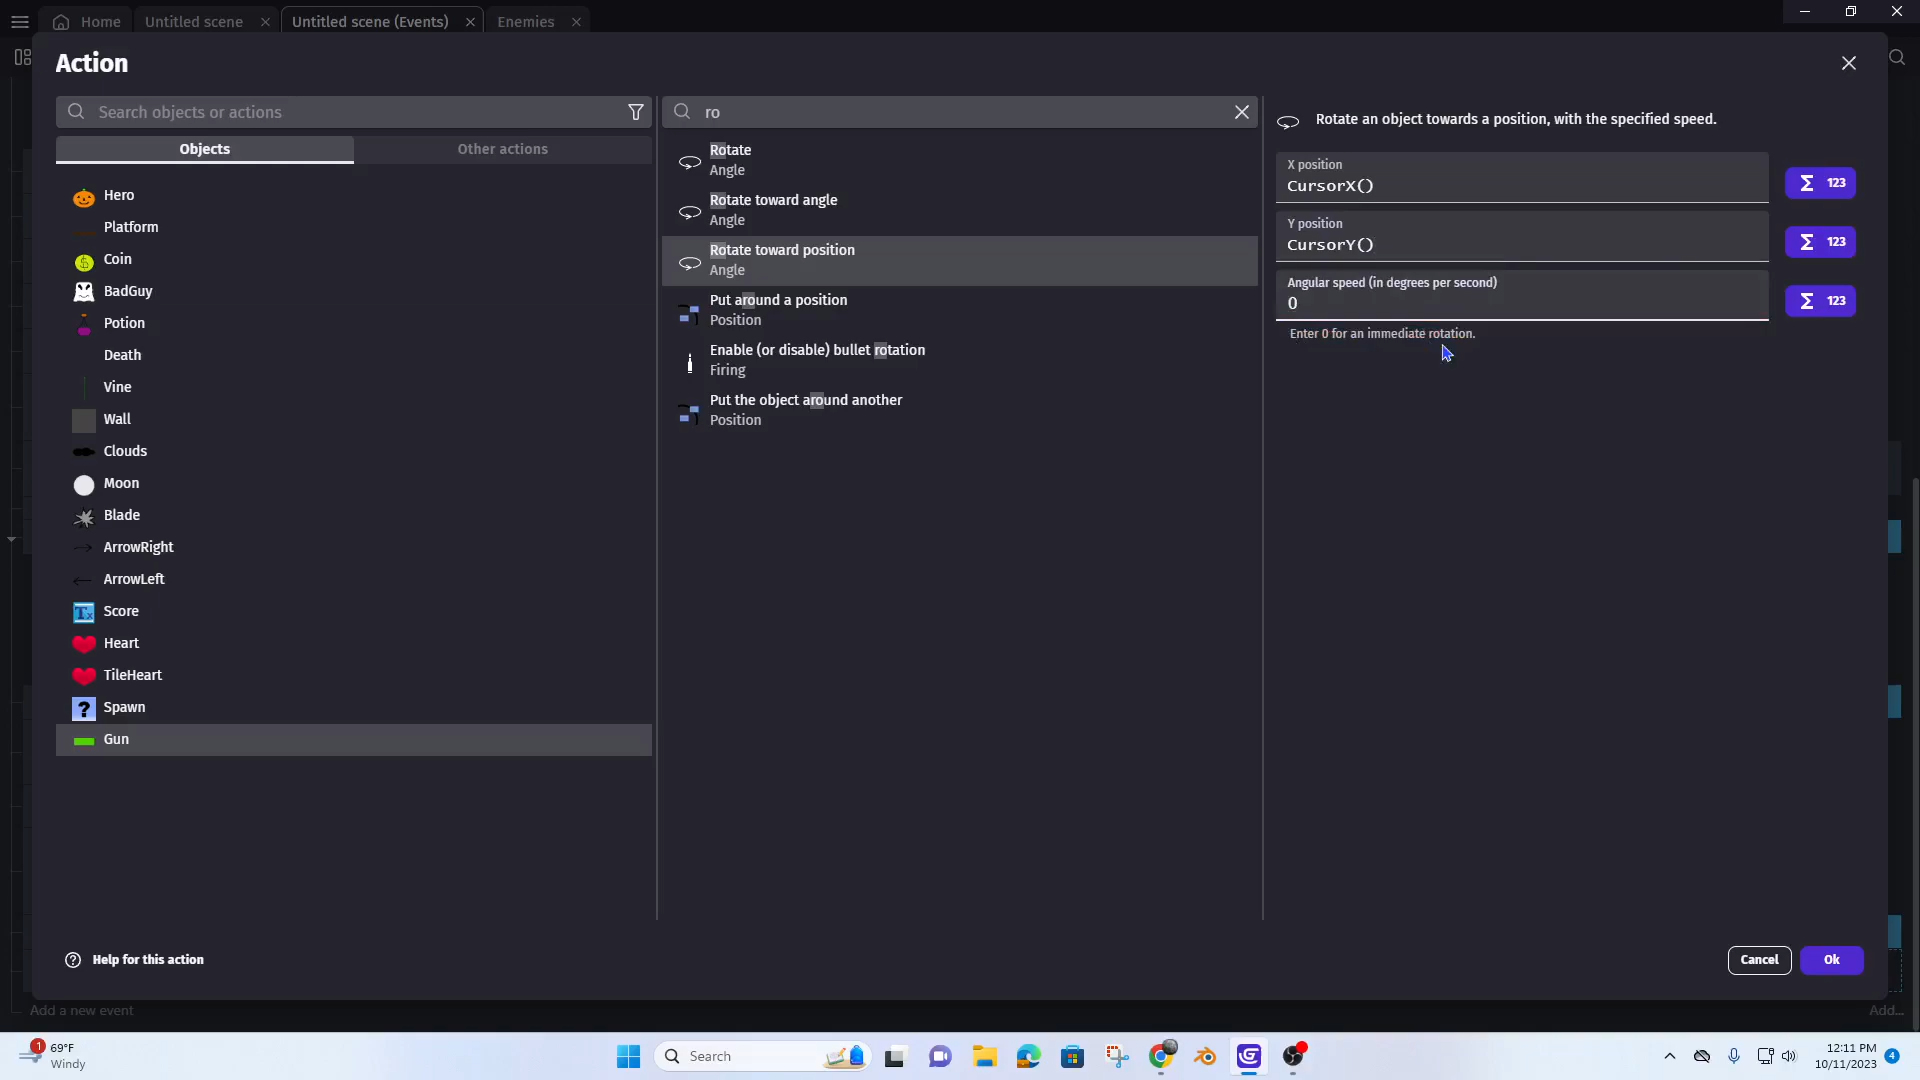 Home
Untitled scene
Untitled scene (Events)
Enemies
Action
Search objects or actions
Objects
Other actions
Hero
Platform
Coin
BadGuy
Potion
Death
Vine
Wall
Clouds
Moon
Blade
ArrowRight
ArrowLeft
Score
Heart
TileHeart
Spawn
Gun
ro
Rotate
Angle
Rotate toward angle
Angle
Rotate toward position
Angle
Put around a position
Position
Enable (or disable) bullet rotation
Firing
Put the object around another
Position
Rotate an object towards a position, with the specified speed.
X position
CursorX()
Σ 123
Y position
CursorY()
Σ 123
Angular speed (in degrees per second)
0
Σ 123
Enter 0 for an immediate rotation.
Help for this action
Cancel
Ok
Add a new event
Add...
1
69°F
Windy
Search
12:11 PM
10/11/2023
4